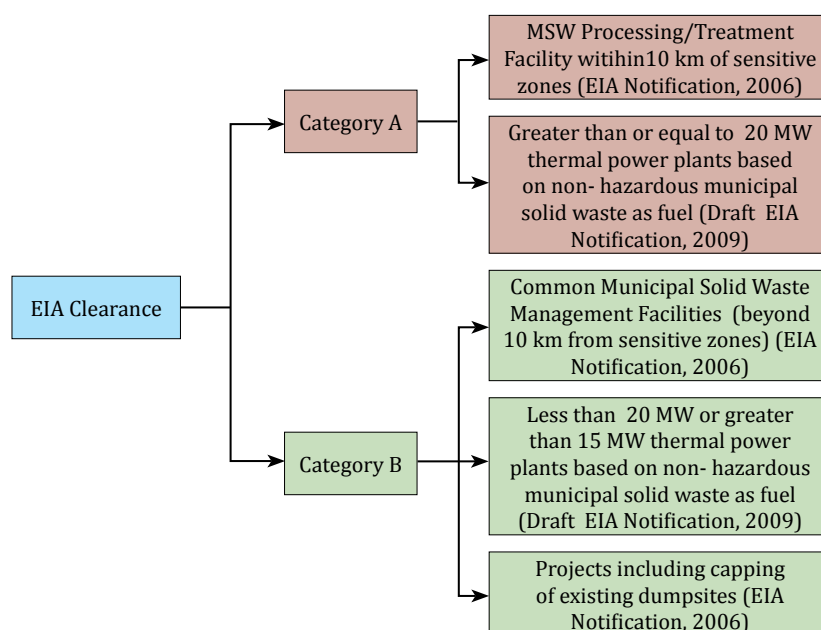 MSW Processing/Treatment
Facility witihin10 km of sensitive
zones (EIA Notification, 2006)
Category A
Greater than or equal to 20 MW
thermal power plants based
on non- hazardous municipal
solid waste as fuel (Draft EIA
Notification, 2009)
EIA Clearance
Common Municipal Solid Waste
Management Facilities (beyond
10 km from sensitive zones) (EIA
Notification, 2006)
Category B
Less than 20 MW or greater
than 15 MW thermal power
plants based on non- hazardous
municipal solid waste as fuel
(Draft EIA Notification, 2009)
Projects including capping
of existing dumpsites (EIA
Notification, 2006)